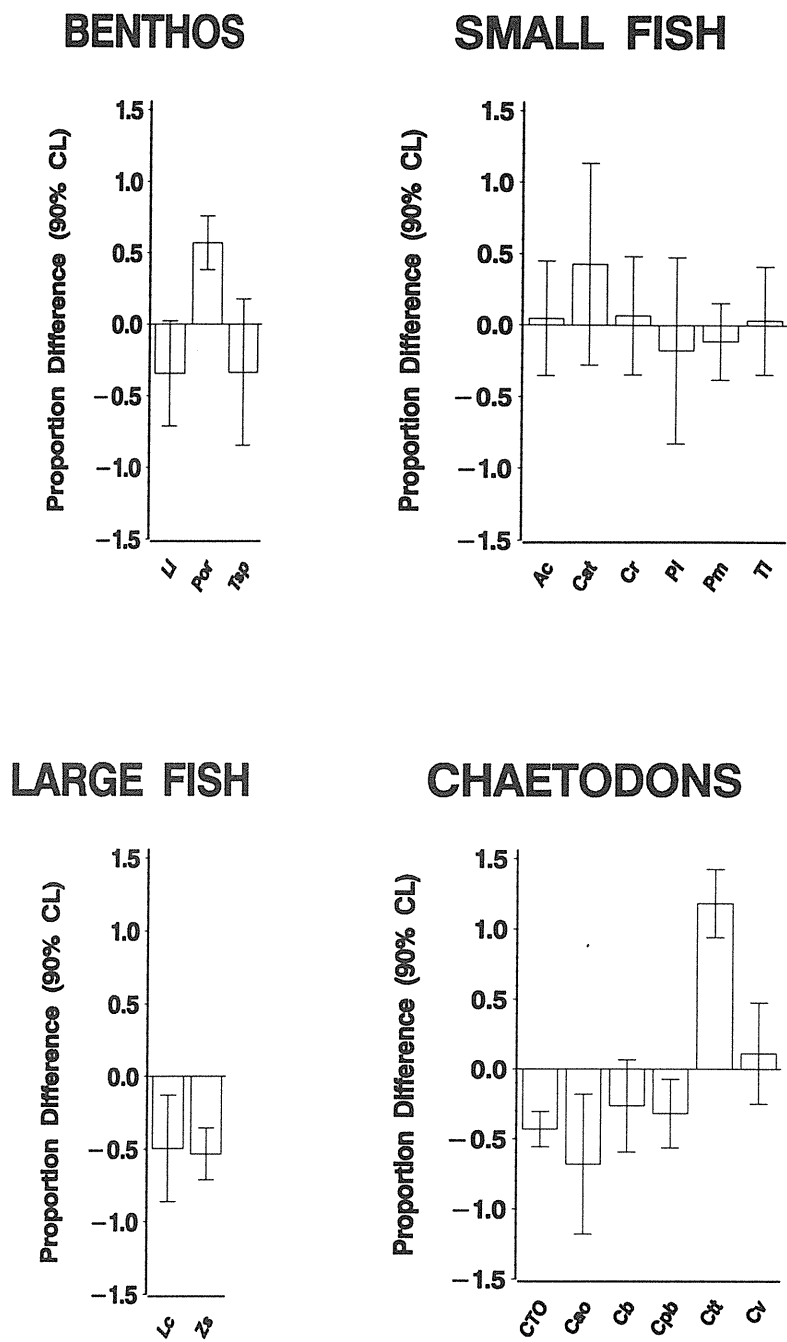 BENTHOS
Proportion Difference (90% CL)
1.5
1.0
0.5
0.0
−0.5
−1.0
−1.5
Ll
Por
Tsp
SMALL FISH
Proportion Difference (90% CL)
1.5
1.0
0.5
0.0
−0.5
−1.0
−1.5
Ac
Cat
Cr
Pl
Pm
Tl
LARGE FISH
Proportion Difference (90% CL)
1.5
1.0
0.5
0.0
−0.5
−1.0
−1.5
Lc
Zs
CHAETODONS
Proportion Difference (90% CL)
1.5
1.0
0.5
0.0
−0.5
−1.0
−1.5
CTO
Cao
Cb
Cpb
Ctt
Cv